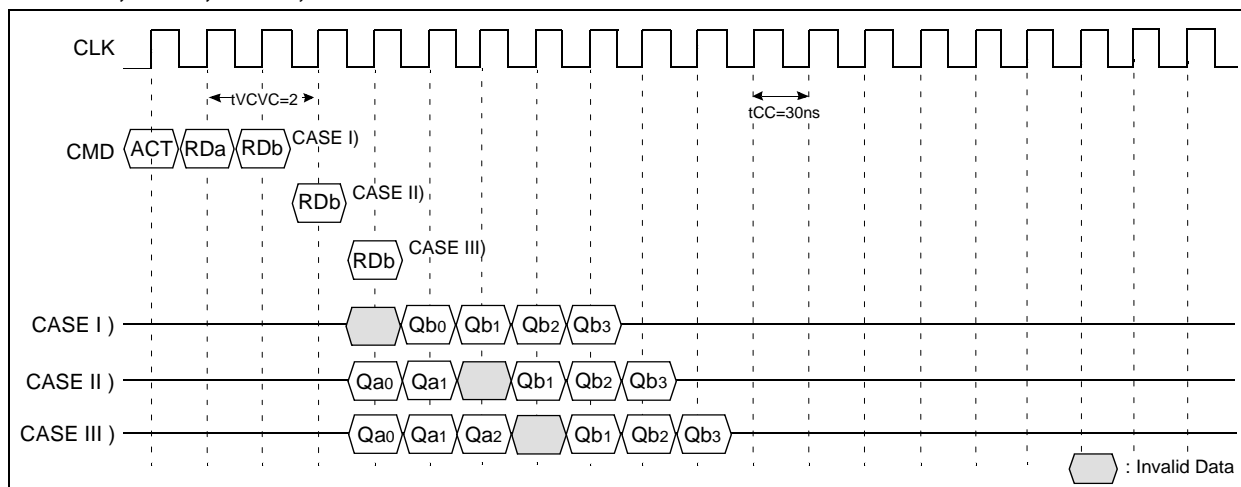 CLK
tVCVC=2
tCC=30ns
CMD ACT RDa RDb CASE I)
RDb CASE II)
RDb CASE III)
CASE I ) Qb0 Qb1 Qb2 Qb3
CASE II ) Qa0 Qa1 Qb1 Qb2 Qb3
CASE III ) Qa0 Qa1 Qa2 Qb1 Qb2 Qb3
: Invalid Data